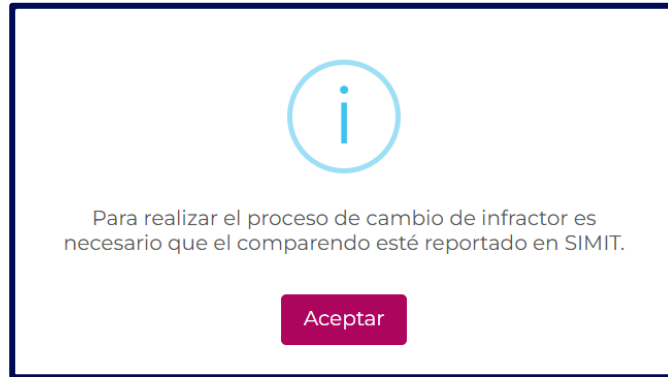 Para realizar el proceso de cambio de infractor es
necesario que el comparendo esté reportado en SIMIT.
Aceptar